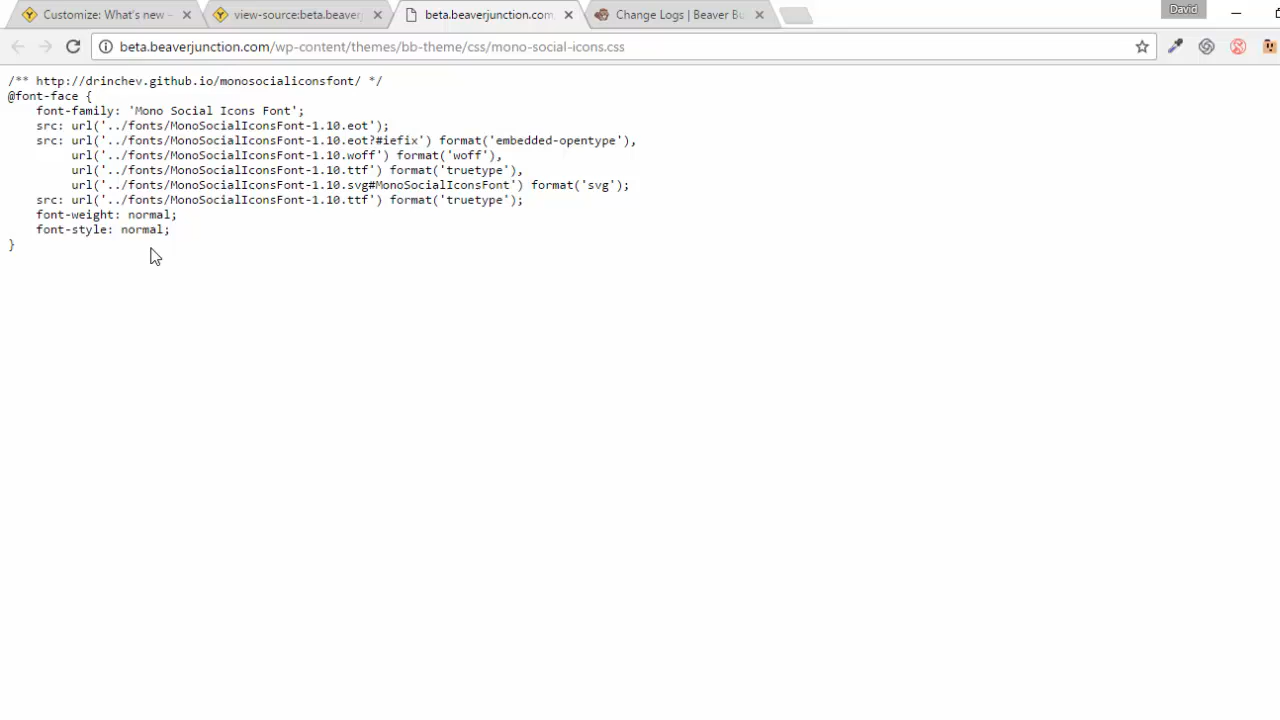 Customize: What's new –
view-source:beta.beaver
beta.beaverjunction.com
Change Logs | Beaver Bu
David
beta.beaverjunction.com/wp-content/themes/bb-theme/css/mono-social-icons.css
/** http://drinchev.github.io/monosocialiconsfont/ */
@font-face {
font-family: 'Mono Social Icons Font';
src: url('../fonts/MonoSocialIconsFont-1.10.eot');
src: url('../fonts/MonoSocialIconsFont-1.10.eot?#iefix') format('embedded-opentype'),
url('../fonts/MonoSocialIconsFont-1.10.woff') format('woff'),
url('../fonts/MonoSocialIconsFont-1.10.ttf') format('truetype'),
url('../fonts/MonoSocialIconsFont-1.10.svg#MonoSocialIconsFont') format('svg');
src: url('../fonts/MonoSocialIconsFont-1.10.ttf') format('truetype');
font-weight: normal;
font-style: normal;
}